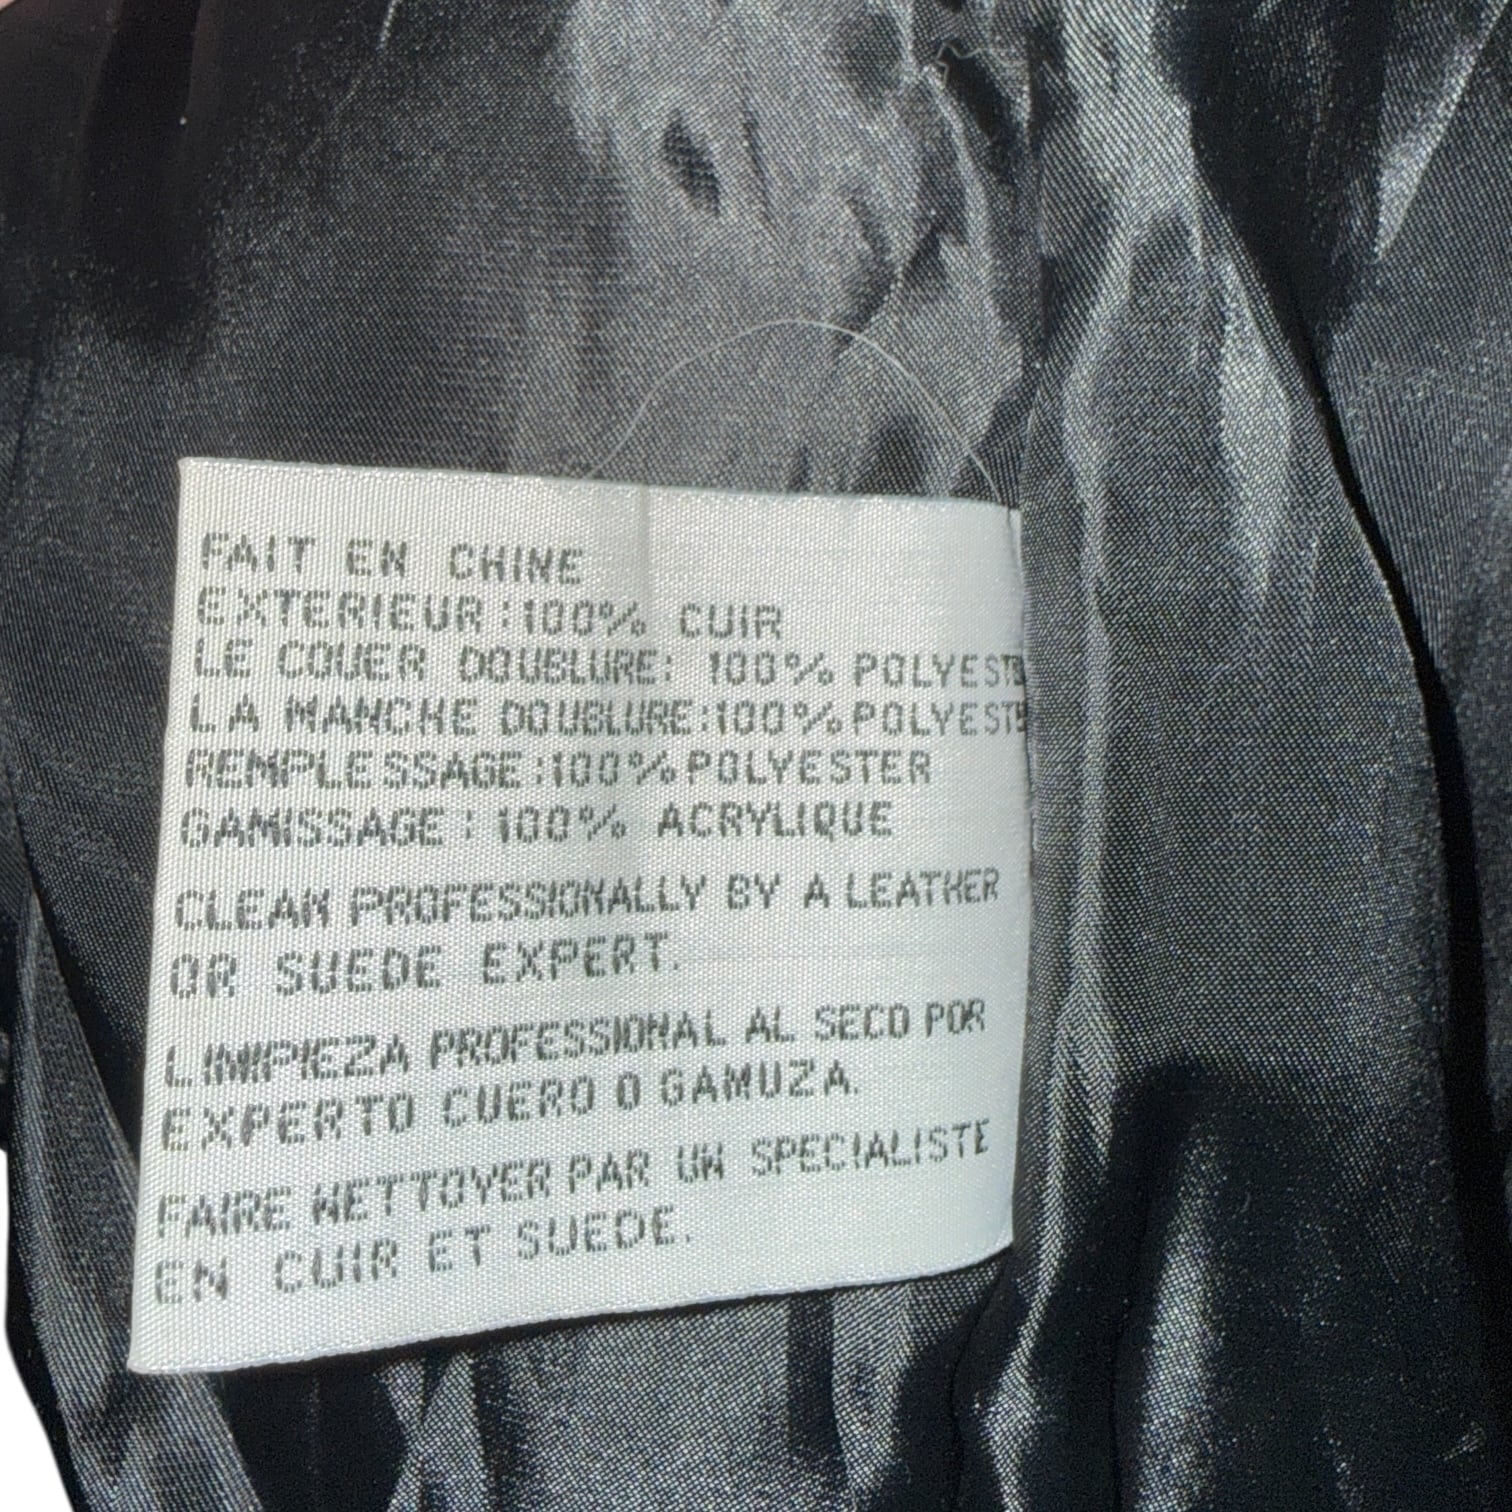 FAIT EN CHINE
EXTERIEUR:100% CUIR
LE COUER DOUBLURE: 100% POLYESTE
LA MANCHE DOUBLURE:100% POLYESTE
REMPLESSAGE:100% POLYESTER
GAMISSAGE: 100% ACRYLIQUE
CLEAN PROFESSIONALLY BY A LEATHER
OR SUEDE EXPERT.
LIMPIEZA PROFESSIONAL AL SECO POR
EXPERTO CUERO O GAMUZA.
FAIRE NETTOYER PAR UN SPECIALISTE
EN CUIR ET SUEDE.